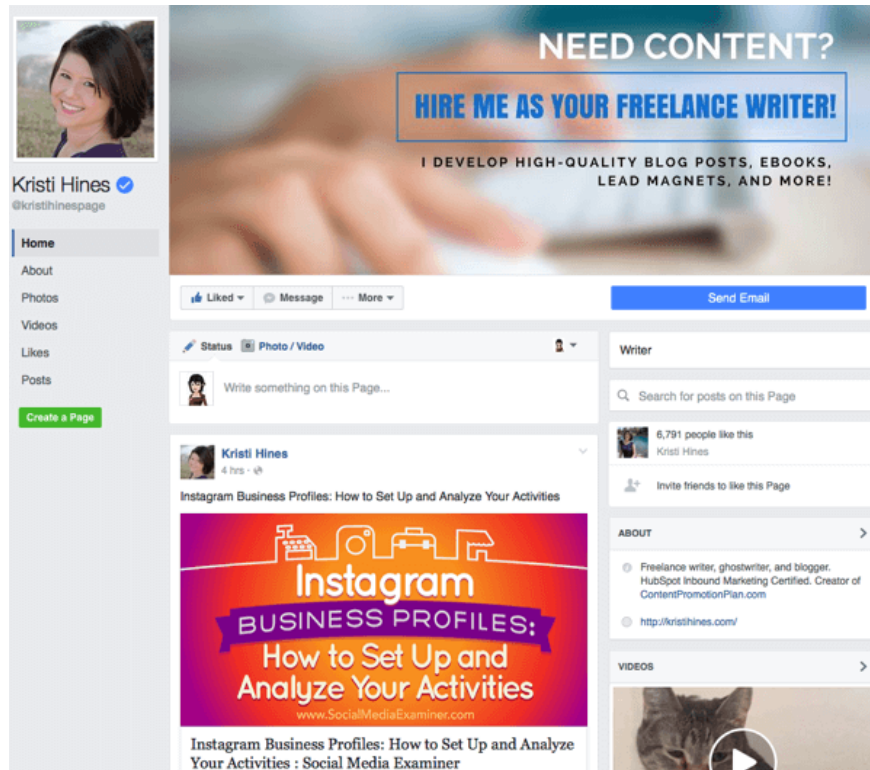 NEED CONTENT?
HIRE ME AS YOUR FREELANCE WRITER!
I DEVELOP HIGH-QUALITY BLOG POSTS, EBOOKS,
LEAD MAGNETS, AND MORE!
Kristi Hines
@kristihinespage
Home
About
Photos
Videos
Likes
Posts
Create a Page
Liked
Message
More
Send Email
Status
Photo / Video
Write something on this Page...
Kristi Hines
4 hrs
Instagram Business Profiles: How to Set Up and Analyze Your Activities
Instagram
BUSINESS PROFILES:
How to Set Up and
Analyze Your Activities
www.SocialMediaExaminer.com
Instagram Business Profiles: How to Set Up and Analyze
Your Activities : Social Media Examiner
Writer
Search for posts on this Page
6,791 people like this
Kristi Hines
Invite friends to like this Page
ABOUT
Freelance writer, ghostwriter, and blogger.
HubSpot Inbound Marketing Certified. Creator of
ContentPromotionPlan.com
http://kristihines.com/
VIDEOS